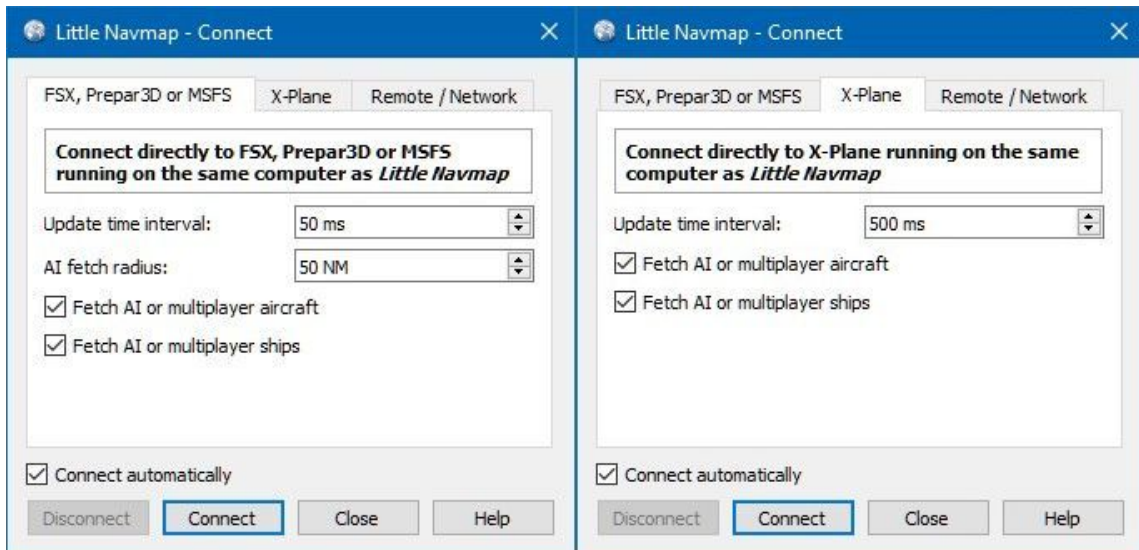 Little Navmap - Connect
FSX, Prepar3D or MSFS
X-Plane
Remote / Network
Connect directly to FSX, Prepar3D or MSFS
running on the same computer as Little Navmap
Update time interval:
50 ms
AI fetch radius:
50 NM
Fetch AI or multiplayer aircraft
Fetch AI or multiplayer ships
Connect automatically
Disconnect
Connect
Close
Help
Little Navmap - Connect
FSX, Prepar3D or MSFS
X-Plane
Remote / Network
Connect directly to X-Plane running on the same
computer as Little Navmap
Update time interval:
500 ms
Fetch AI or multiplayer aircraft
Fetch AI or multiplayer ships
Connect automatically
Disconnect
Connect
Close
Help